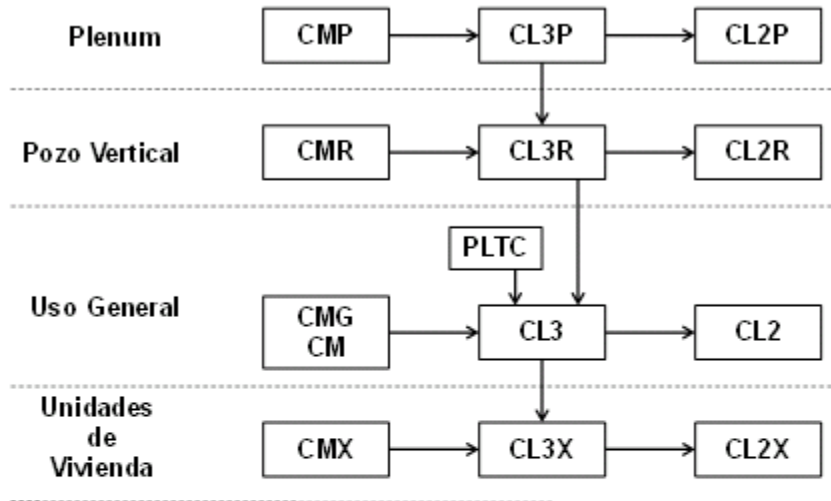 Plenum
CMP
CL3P
CL2P
Pozo Vertical
CMR
CL3R
CL2R
PLTC
Uso General
CMG
CM
CL3
CL2
Unidades
de
Vivienda
CMX
CL3X
CL2X